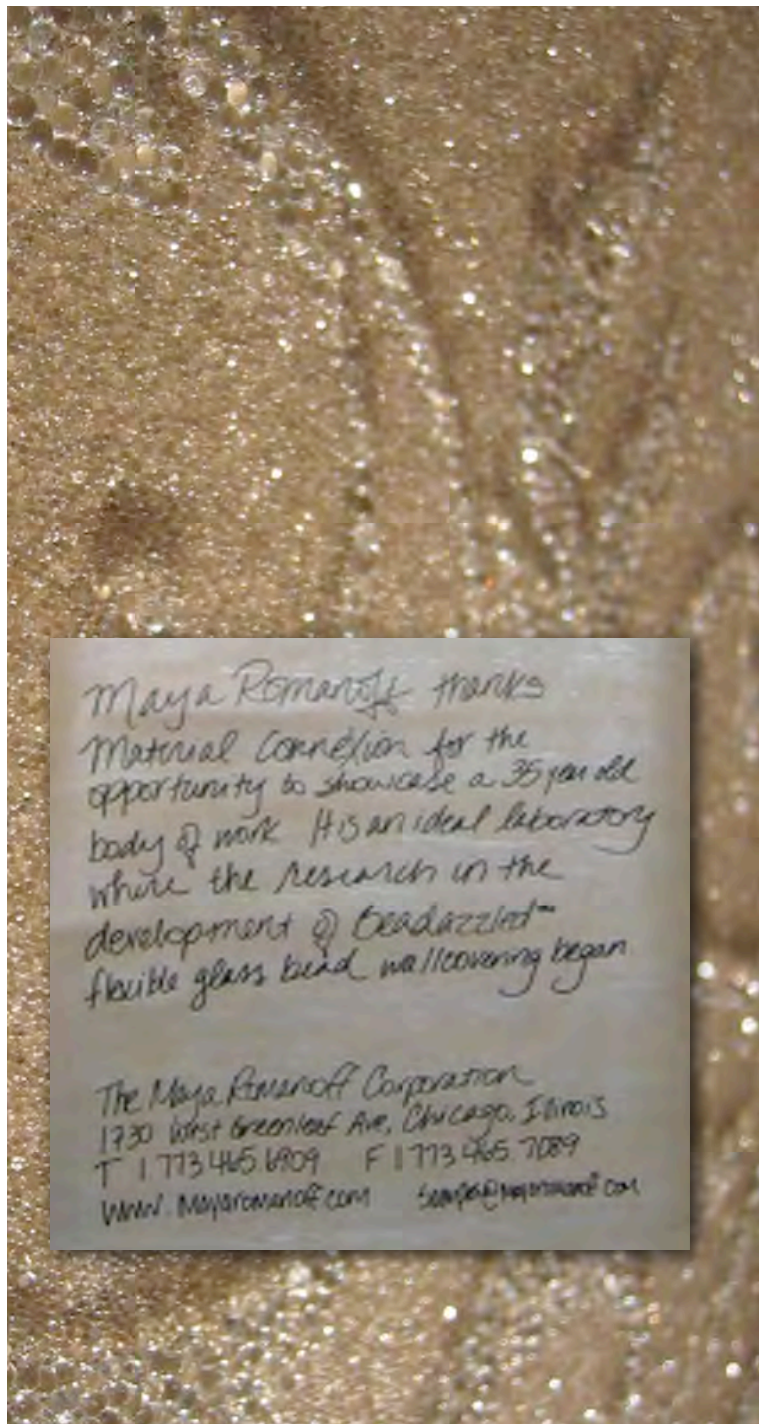 Maya Romanoff thanks
Material Connexion for the
opportunity to showcase a 35 year old
body of work It is an ideal laboratory
where the research in the
development of Beadazzled™
flexible glass bead wallcovering began
The Maya Romanoff Corporation
1730 West Greenleaf Ave, Chicago, Illinois
T 1 773 465 6909 F 1 773 465 7089
www.mayaromanoff.com